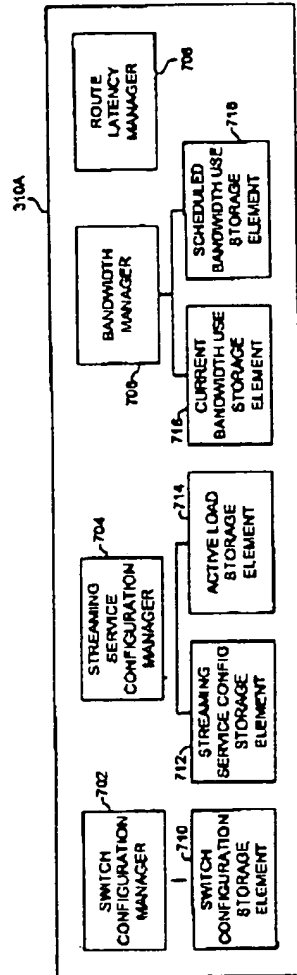 310A
702
SWITCH
CONFIGURATION
MANAGER
704
STREAMING
SERVICE
CONFIGURATION
MANAGER
706
BANDWIDTH
MANAGER
708
ROUTE
LATENCY
MANAGER
710
SWITCH
CONFIGURATION
STORAGE
ELEMENT
712
STREAMING
SERVICE CONFIG
STORAGE
ELEMENT
714
ACTIVE LOAD
STORAGE
ELEMENT
716
CURRENT
BANDWIDTH USE
STORAGE
ELEMENT
718
SCHEDULED
BANDWIDTH USE
STORAGE
ELEMENT